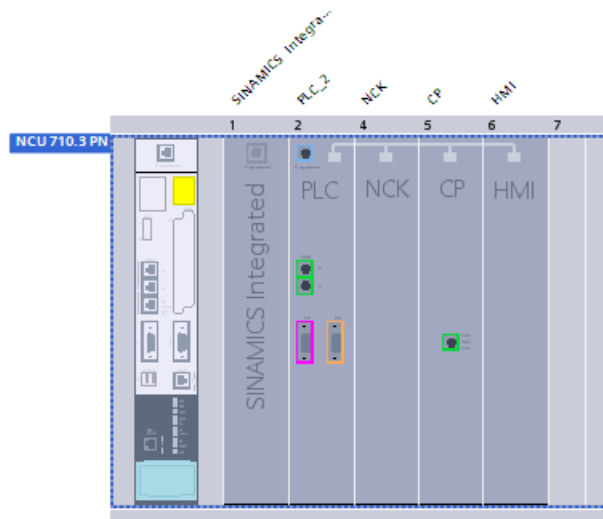 SINAMICS Integra...
PLC_2
NCK
CP
HMI
1 2 4 5 6 7
NCU 710.3 PN
SINAMICS Integrated
PLC
NCK
CP
HMI